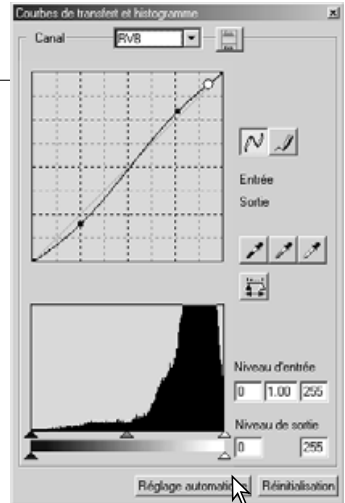 Courbes de transfert et histogramme
Canal RVB
Entrée
Sortie
Niveau d'entrée
0 1.00 255
Niveau de sortie
0 255
Réglage automatiq Réinitialisation